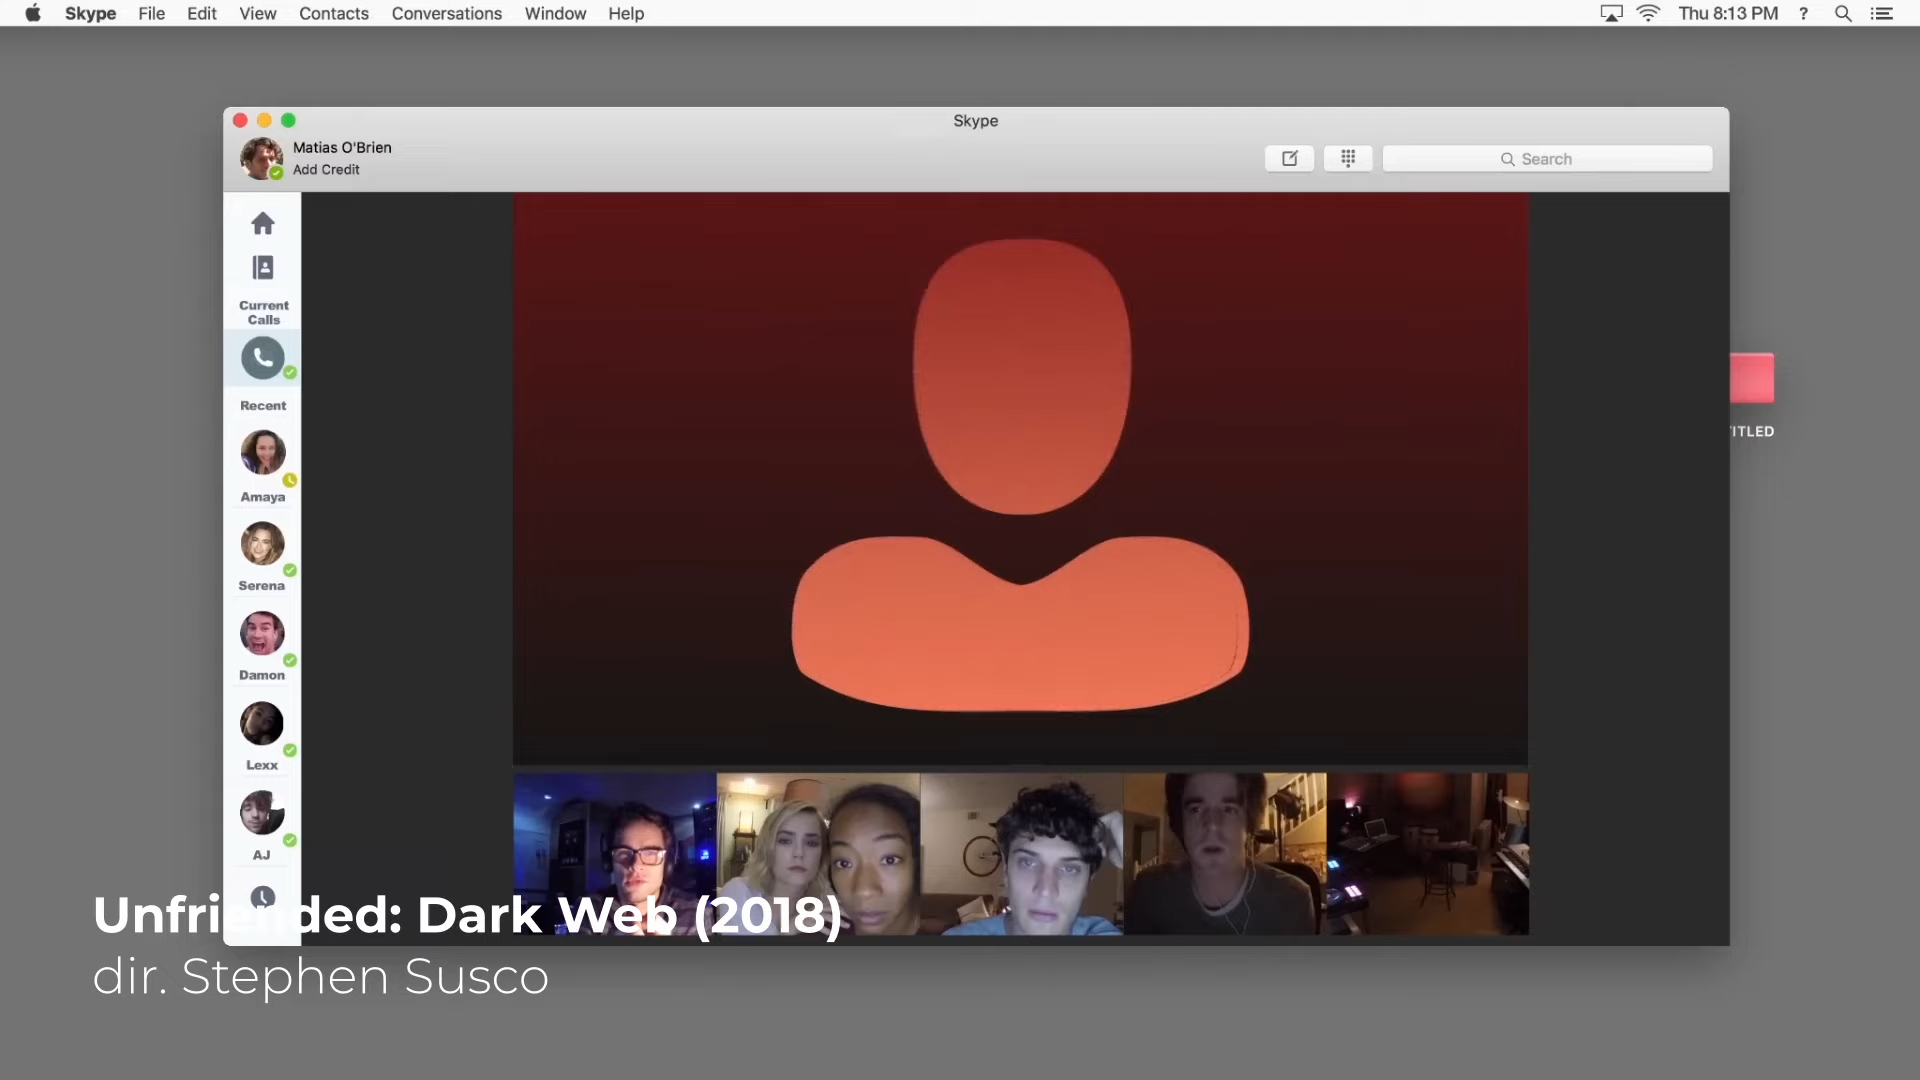 Skype File Edit View Contacts Conversations Window Help Thu 8:13 PM ?
Skype
Matias O'Brien
Add Credit
Search
Current
Calls
Recent
Amaya
Serena
Damon
Lexx
AJ
ITLED
Unfriended: Dark Web (2018)
dir. Stephen Susco